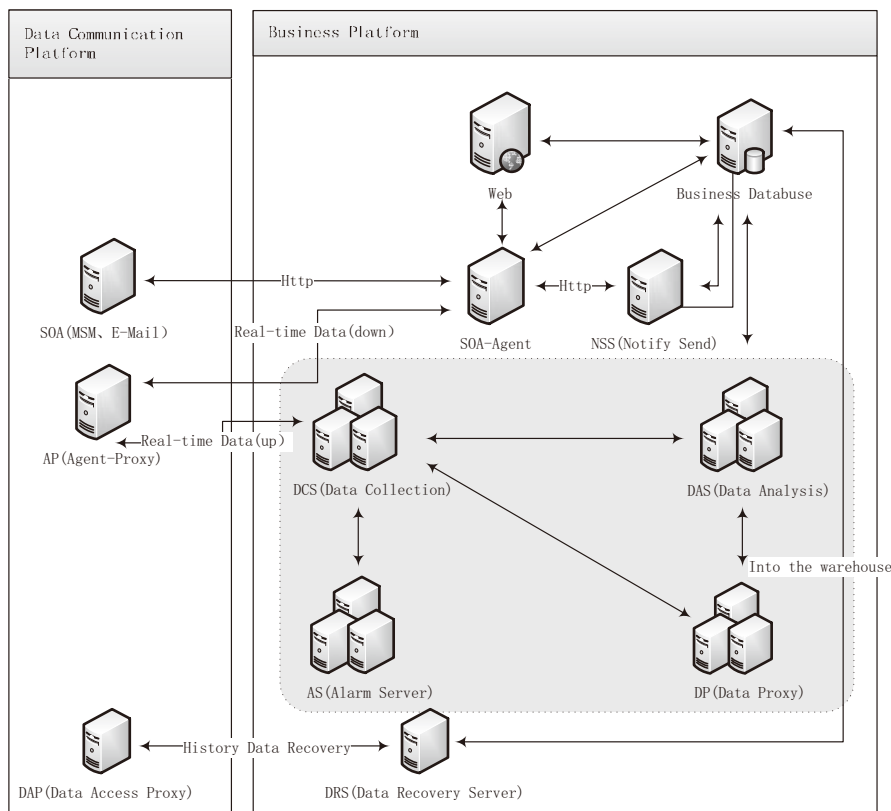 Data Communication
Platform
Business Platform
Web
Business Databuse
Http
Http
SOA(MSM、E-Mail)
Real-time Data(down)
SOA-Agent
NSS(Notify Send)
Real-time Data(up)
AP(Agent-Proxy)
DCS(Data Collection)
DAS(Data Analysis)
Into the warehouse
AS(Alarm Server)
DP(Data Proxy)
History Data Recovery
DAP(Data Access Proxy)
DRS(Data Recovery Server)